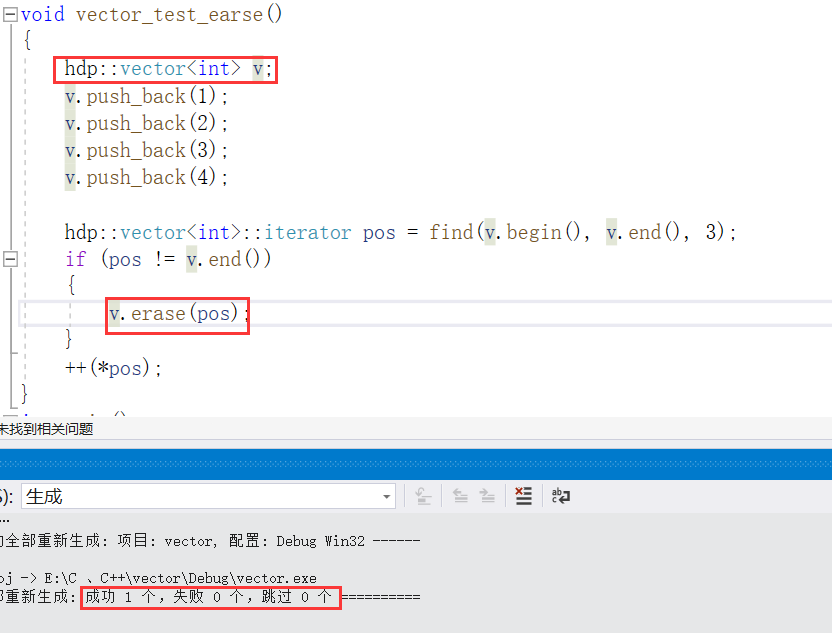 void vector_test_earse()
{
hdp::vector<int> v;
v.push_back(1);
v.push_back(2);
v.push_back(3);
v.push_back(4);
hdp::vector<int>::iterator pos = find(v.begin(), v.end(), 3);
if (pos != v.end())
{
v.erase(pos);
}
++(*pos);
}
未找到相关问题
): 生成
...
全部重新生成: 项目: vector, 配置: Debug Win32 ------
oj -> E:\C 、C++\vector\Debug\vector.exe
重新生成: 成功 1 个，失败 0 个，跳过 0 个 ==========